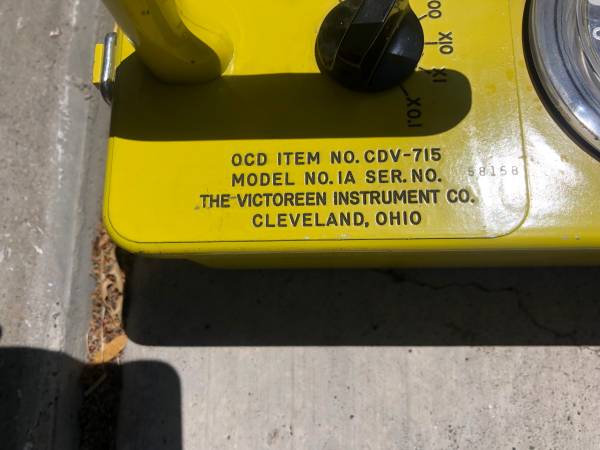 00
X10
X1
X0.1
OCD ITEM NO. CDV-715
MODEL NO. 1A SER. NO. 58158
THE VICTOREEN INSTRUMENT CO.
CLEVELAND, OHIO